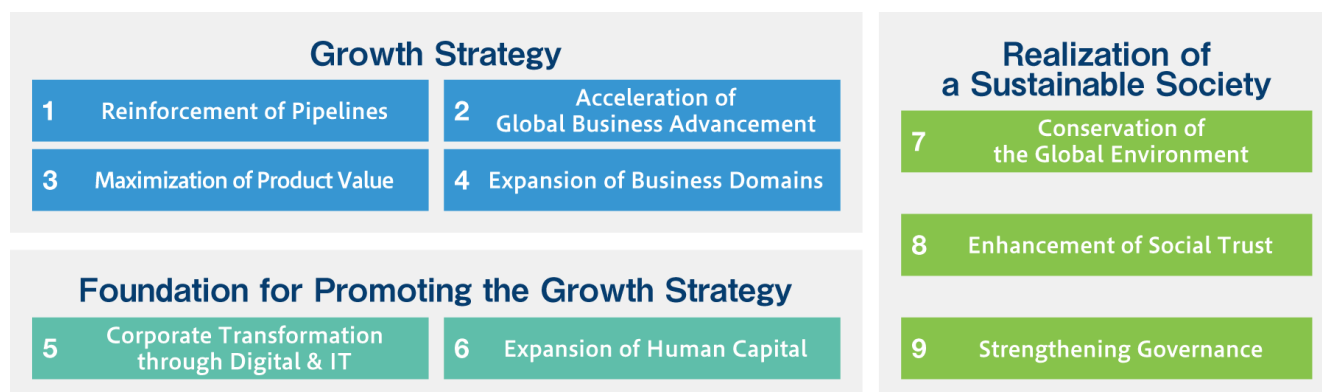 Growth Strategy
1 Reinforcement of Pipelines
2 Acceleration of
Global Business Advancement
3 Maximization of Product Value
4 Expansion of Business Domains
Foundation for Promoting the Growth Strategy
5 Corporate Transformation
through Digital & IT
6 Expansion of Human Capital
Realization of
a Sustainable Society
7 Conservation of
the Global Environment
8 Enhancement of Social Trust
9 Strengthening Governance